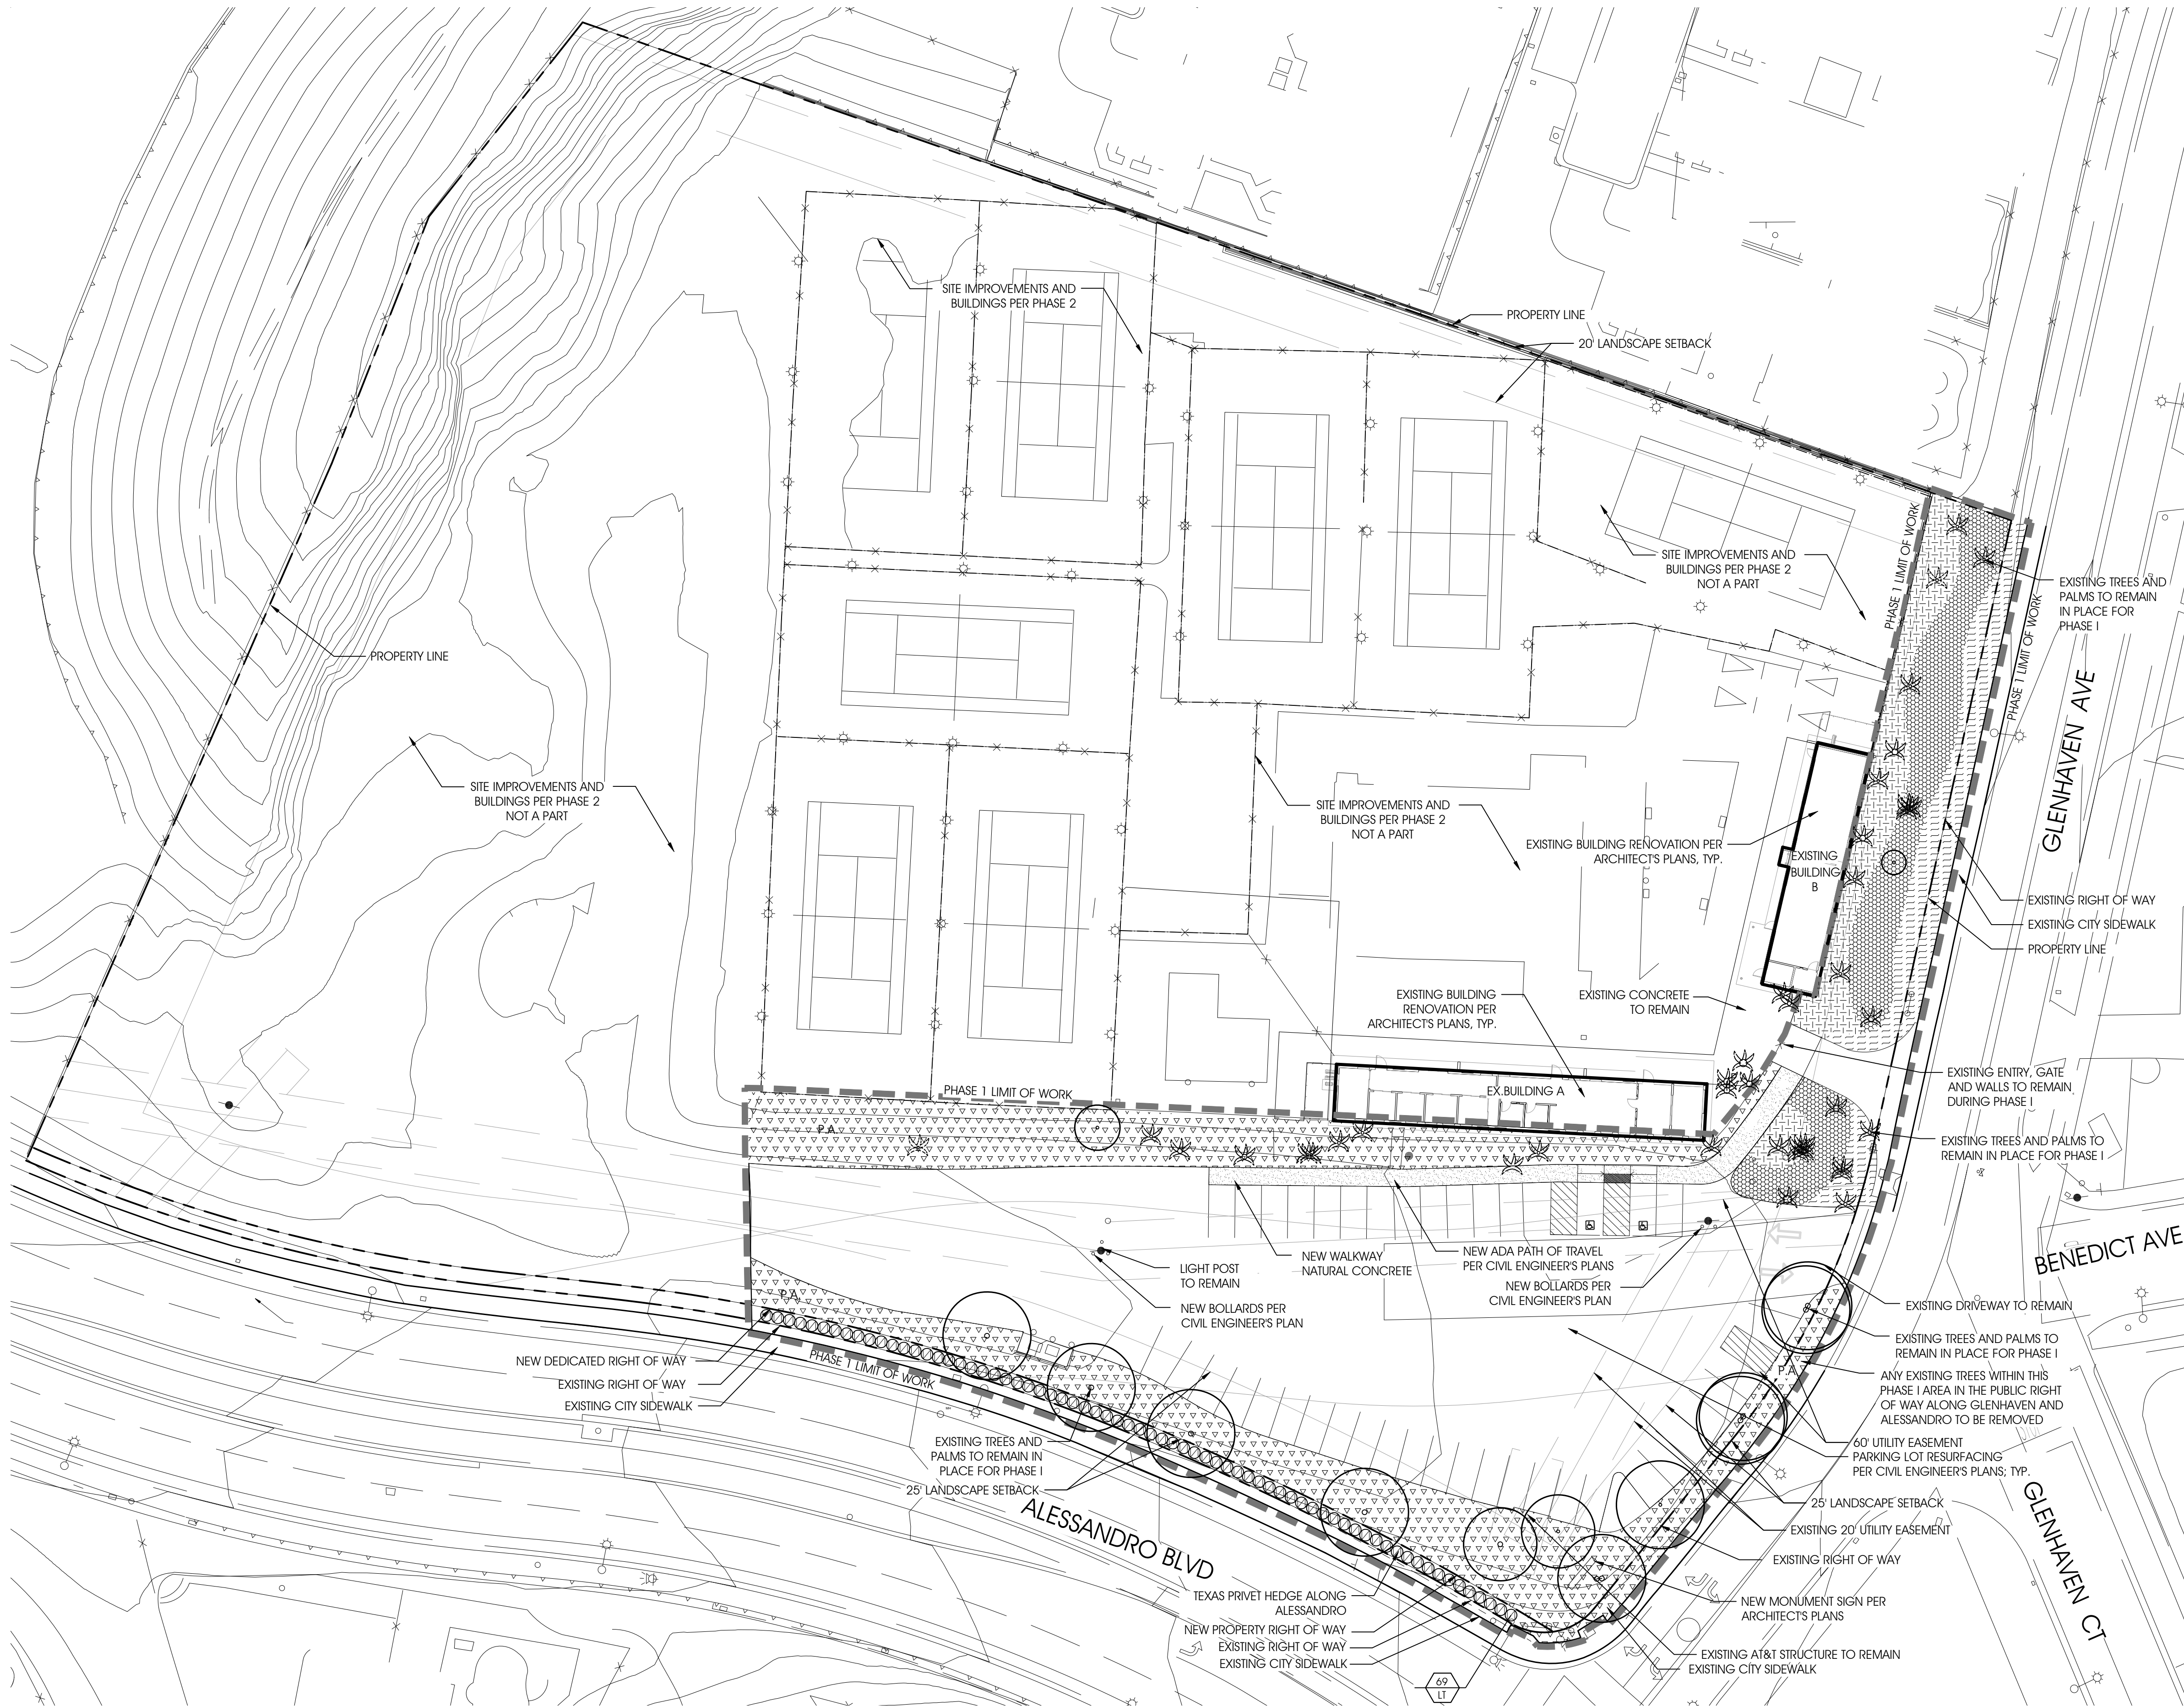 SITE IMPROVEMENTS AND
BUILDINGS PER PHASE 2
PROPERTY LINE
20' LANDSCAPE SETBACK
PHASE 1 LIMIT OF WORK
SITE IMPROVEMENTS AND
BUILDINGS PER PHASE 2
NOT A PART
EXISTING TREES AND
PALMS TO REMAIN
IN PLACE FOR
PHASE I
PHASE 1 LIMIT OF WORK
GLENHAVEN AVE
PROPERTY LINE
SITE IMPROVEMENTS AND
BUILDINGS PER PHASE 2
NOT A PART
SITE IMPROVEMENTS AND
BUILDINGS PER PHASE 2
NOT A PART
EXISTING BUILDING RENOVATION PER
ARCHITECT'S PLANS, TYP.
EXISTING
BUILDING
B
EXISTING RIGHT OF WAY
EXISTING CITY SIDEWALK
PROPERTY LINE
EXISTING BUILDING
RENOVATION PER
ARCHITECT'S PLANS, TYP.
EXISTING CONCRETE
TO REMAIN
EXISTING ENTRY, GATE
AND WALLS TO REMAIN
DURING PHASE I
PHASE 1 LIMIT OF WORK
EX.BUILDING A
P.A.
EXISTING TREES AND PALMS TO
REMAIN IN PLACE FOR PHASE I
BENEDICT AVE
LIGHT POST
TO REMAIN
NEW WALKWAY
NATURAL CONCRETE
NEW ADA PATH OF TRAVEL
PER CIVIL ENGINEER'S PLANS
NEW BOLLARDS PER
CIVIL ENGINEER'S PLAN
NEW BOLLARDS PER
CIVIL ENGINEER'S PLAN
P.A.
EXISTING DRIVEWAY TO REMAIN
EXISTING TREES AND PALMS TO
REMAIN IN PLACE FOR PHASE I
P.A.
ANY EXISTING TREES WITHIN THIS
PHASE I AREA IN THE PUBLIC RIGHT
OF WAY ALONG GLENHAVEN AND
ALESSANDRO TO BE REMOVED
NEW DEDICATED RIGHT OF WAY
EXISTING RIGHT OF WAY
EXISTING CITY SIDEWALK
PHASE 1 LIMIT OF WORK
EXISTING TREES AND
PALMS TO REMAIN IN
PLACE FOR PHASE I
25' LANDSCAPE SETBACK
ALESSANDRO BLVD
60' UTILITY EASEMENT
PARKING LOT RESURFACING
PER CIVIL ENGINEER'S PLANS; TYP.
25' LANDSCAPE SETBACK
EXISTING 20' UTILITY EASEMENT
EXISTING RIGHT OF WAY
GLENHAVEN CT
TEXAS PRIVET HEDGE ALONG
ALESSANDRO
NEW PROPERTY RIGHT OF WAY
EXISTING RIGHT OF WAY
EXISTING CITY SIDEWALK
NEW MONUMENT SIGN PER
ARCHITECT'S PLANS
EXISTING AT&T STRUCTURE TO REMAIN
EXISTING CITY SIDEWALK
69
LT